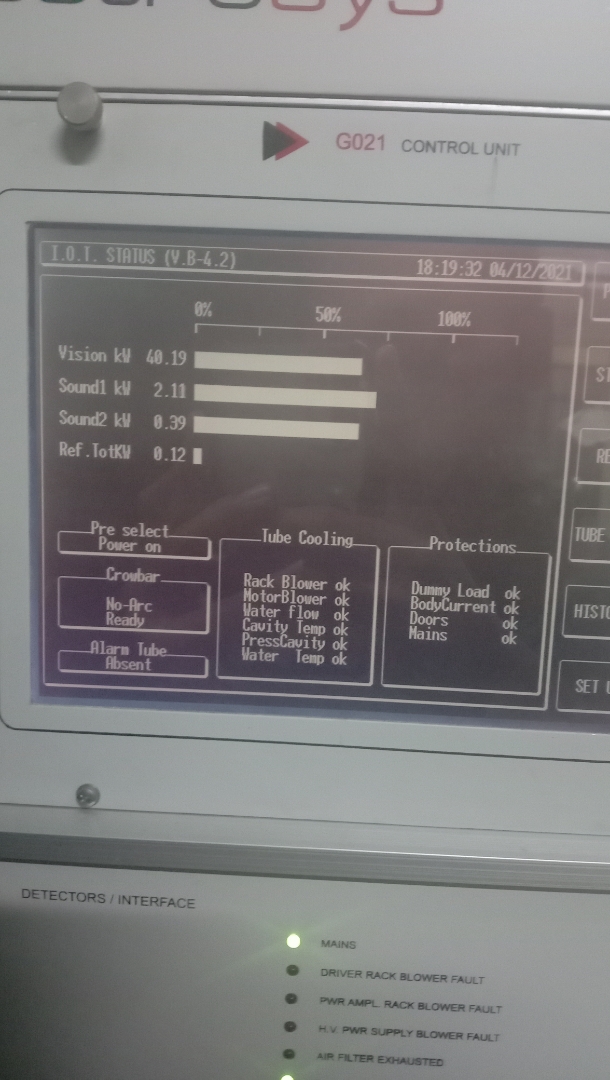 G021 CONTROL UNIT
I.O.T. STATUS (V.B-4.2) 18:19:32 04/12/2021
0% 50% 100%
Vision kW 40.19
Sound1 kW 2.11
Sound2 kW 0.39
Ref.TotKW 0.12
Pre select
Power on
Crowbar
No-Arc
Ready
Alarm Tube
Absent
Tube Cooling
Rack Blower ok
MotorBlower ok
Water flow ok
Cavity Temp ok
PressCavity ok
Water Temp ok
Protections
Dummy Load ok
BodyCurrent ok
Doors ok
Mains ok
TUBE
HISTO
SET
DETECTORS / INTERFACE
MAINS
DRIVER RACK BLOWER FAULT
PWR AMPL. RACK BLOWER FAULT
H.V. PWR SUPPLY BLOWER FAULT
AIR FILTER EXHAUSTED